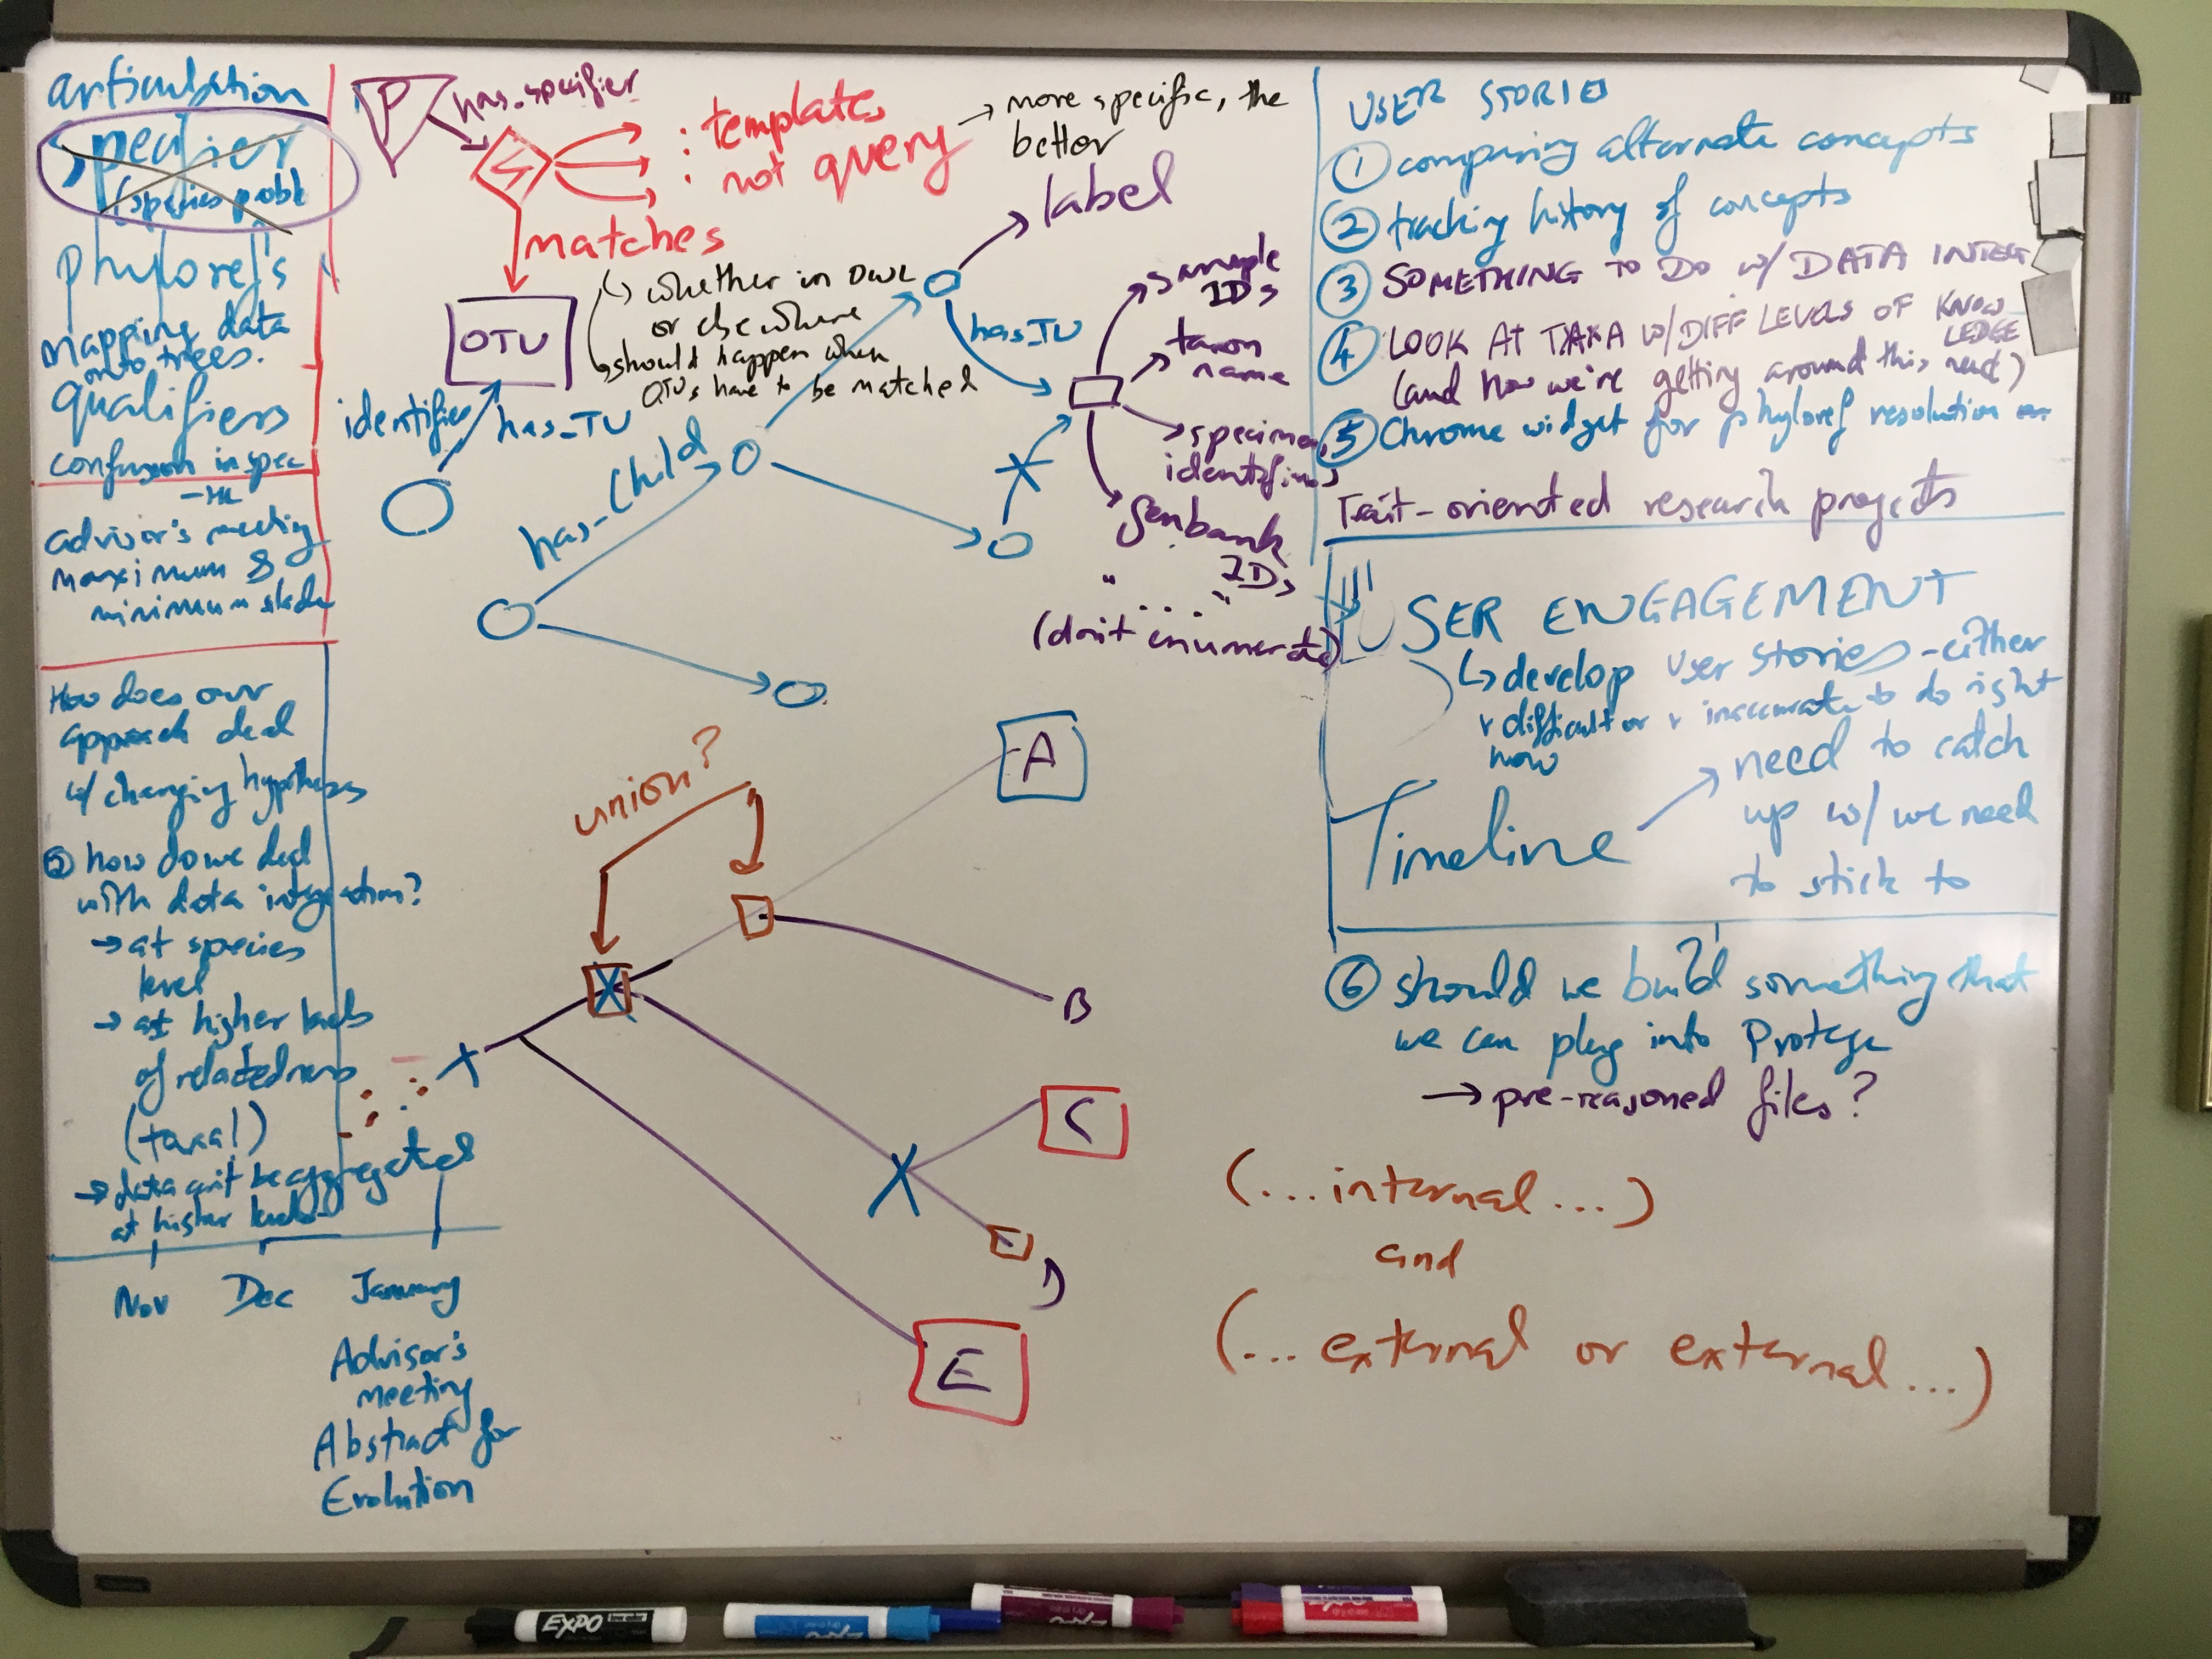 articulation
Specifier
(species probl
phyloref's
mapping data
onto trees.
qualifiers
confusion in spec
advisor's meeting
maximum &
minimum
How does our
approach deal
w/ changing hypotheses
② how do we deal
with data integration?
→ at species
level
→ at higher levels
of relatedness
(taxa!)
→ data can't be aggregated
at higher levels
Nov Dec January
Advisor's
meeting
Abstract for
Evolution
P
has_specifier
: templates
: not query
→ more specific, the
better
matches
↳ whether in OWL
or elsewhere
↳ should happen when
OTUs have to be matched
OTU
identifies
has_TU
has_Child
label
has_TU
sample
IDs
taxon
name
specimen
identifiers
Genbank
IDs
" ... "
(don't enumerate)
union?
A
B
C
D
E
USER STORIES
① comparing alternate concepts
② tracking history of concepts
③ SOMETHING TO DO W/ DATA INTEG
④ LOOK AT TAXA W/ DIFF LEVELS OF KNOW
LEDGE
(and how we're getting around this need)
⑤ Chrome widget for phyloref resolution
Trait-oriented research projects
USER ENGAGEMENT
↳ develop user stories - either
v difficult or v inaccurate to do right
now
Timeline
→ need to catch
up w/ we need
to stick to
⑥ should we build something that
we can plug into Protege
→ pre-reasoned files?
(... internal ...)
and
(... external or external ...)
EXPO